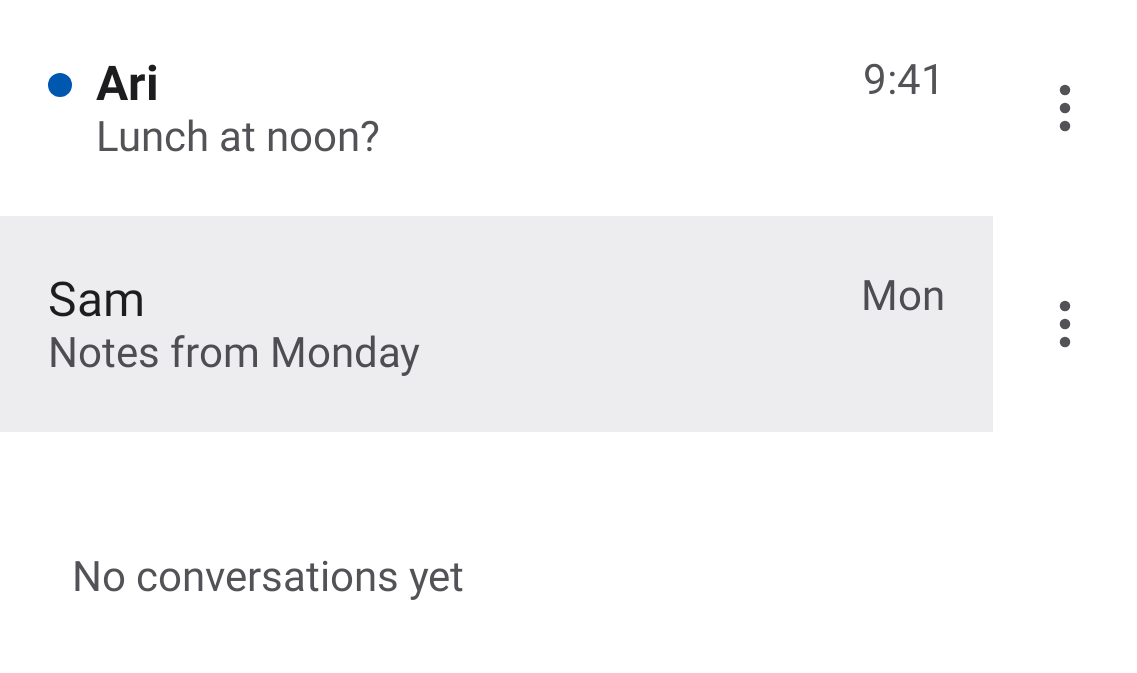 Ari 9:41
Lunch at noon?
Sam Mon
Notes from Monday
No conversations yet